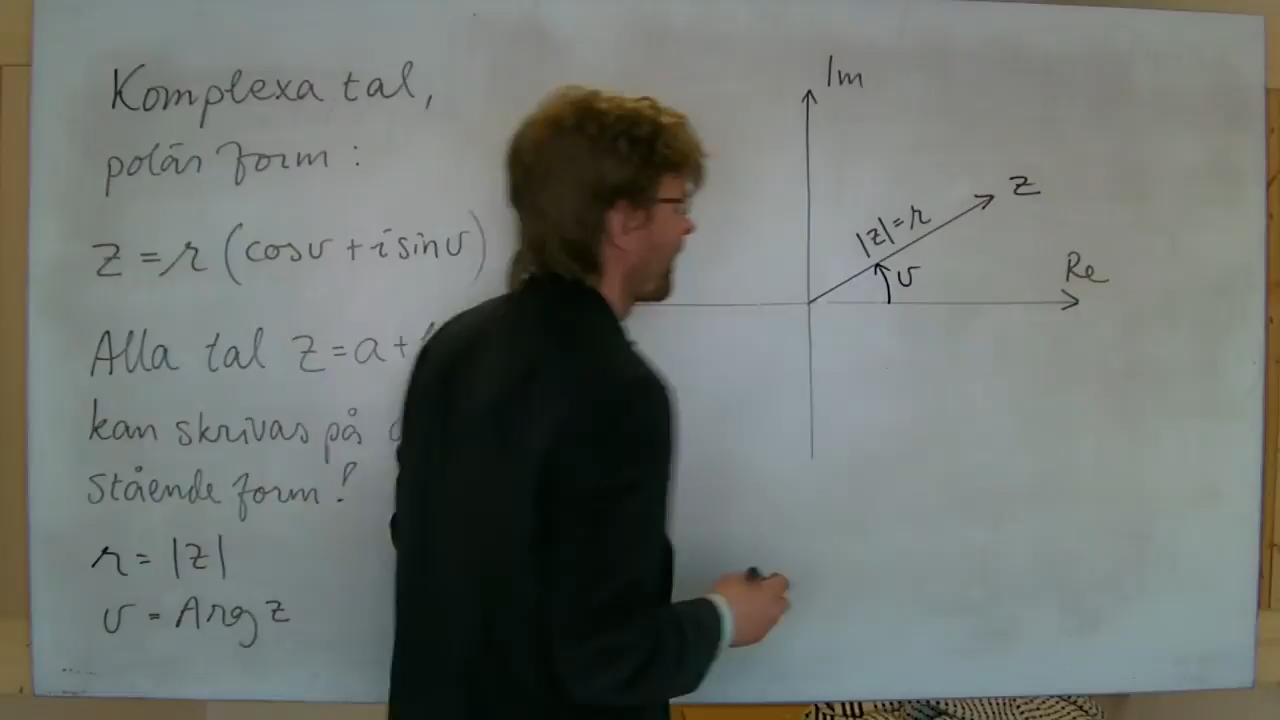 Komplexa tal,
polär form:
z = r (cos v + i sin v)
Alla tal z = a +
kan skrivas på
stående form!
r = |z|
v = Arg z
Im
z
|z| = r
v
Re